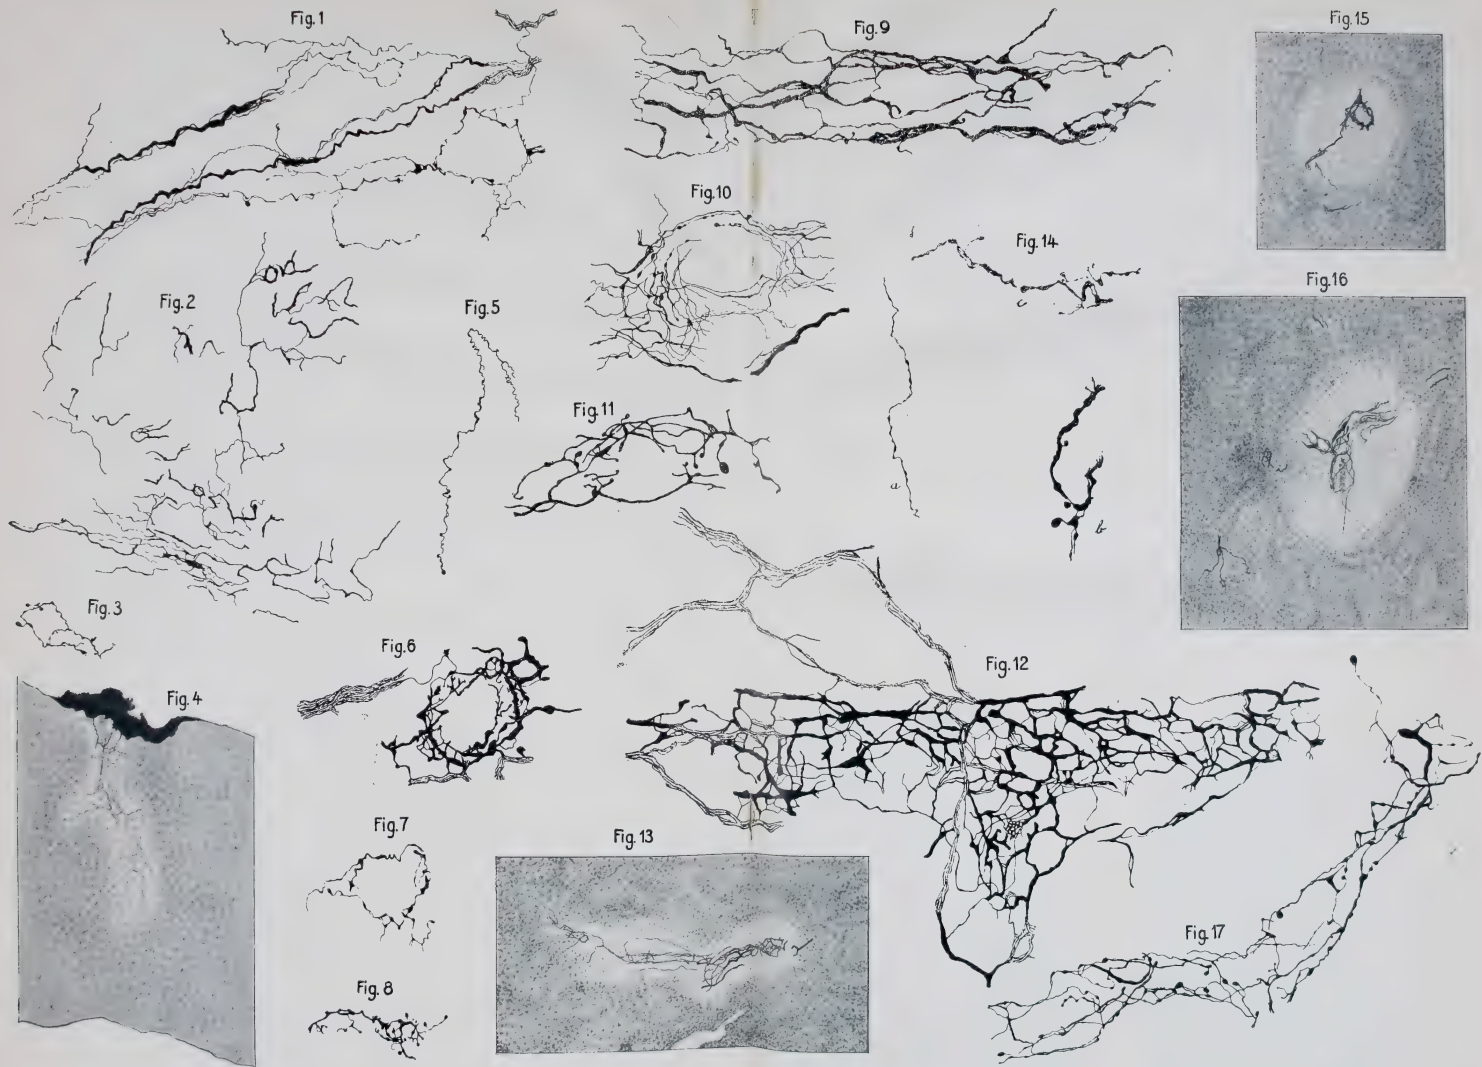 Fig. 1
Fig. 9
Fig. 15
Fig. 10
Fig. 14
c
Fig. 2
Fig. 5
Fig. 16
Fig. 11
a
b
Fig. 3
Fig. 6
Fig. 12
Fig. 4
Fig. 7
Fig. 13
Fig. 17
Fig. 8